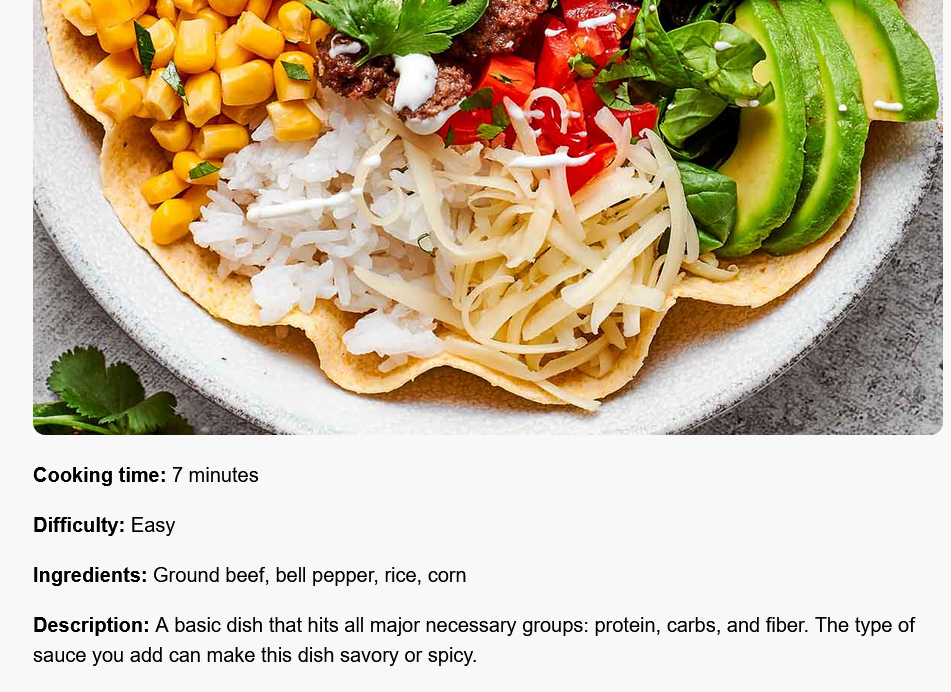 Cooking time: 7 minutes
Difficulty: Easy
Ingredients: Ground beef, bell pepper, rice, corn
Description: A basic dish that hits all major necessary groups: protein, carbs, and fiber. The type of
sauce you add can make this dish savory or spicy.